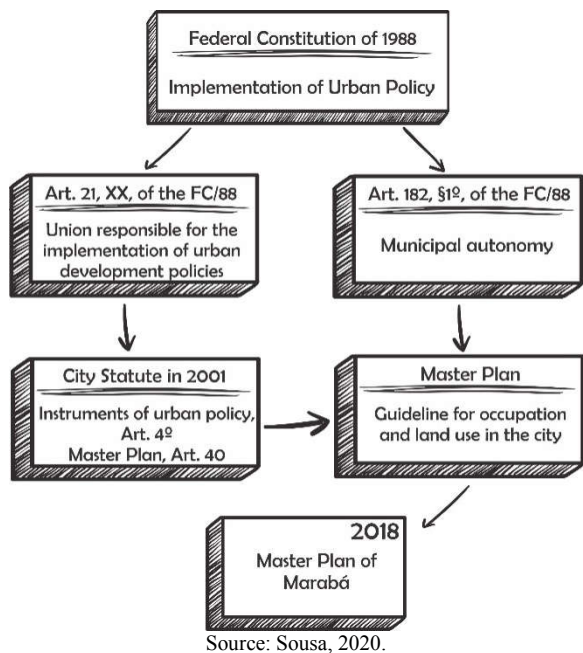 Federal Constitution of 1988
Implementation of Urban Policy
Art. 21, XX, of the FC/88
Union responsible for the
implementation of urban
development policies
Art. 182, §1º, of the FC/88
Municipal autonomy
City Statute in 2001
Instruments of urban policy,
Art. 4º
Master Plan, Art. 40
Master Plan
Guideline for occupation
and land use in the city
2018
Master Plan of
Marabá
Source: Sousa, 2020.